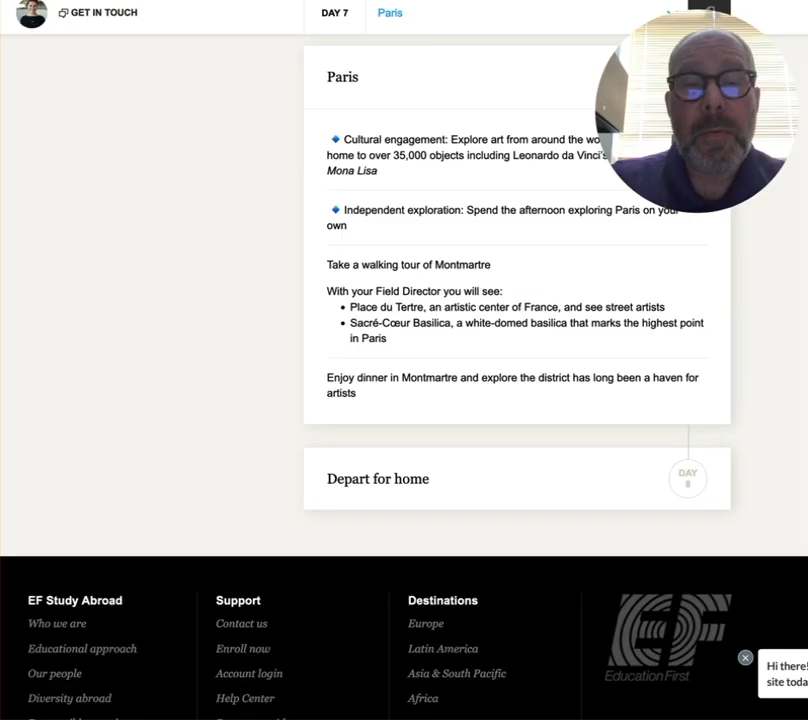 GET IN TOUCH
DAY 7
Paris
Paris
Cultural engagement: Explore art from around the
home to over 35,000 objects including Leonardo da Vinci's
Mona Lisa
Independent exploration: Spend the afternoon exploring Paris on your
own
Take a walking tour of Montmartre
With your Field Director you will see:
• Place du Tertre, an artistic center of France, and see street artists
• Sacré-Cœur Basilica, a white-domed basilica that marks the highest point
in Paris
Enjoy dinner in Montmartre and explore the district has long been a haven for
artists
Depart for home
DAY
8
EF Study Abroad
Who we are
Educational approach
Our people
Diversity abroad
Support
Contact us
Enroll now
Account login
Help Center
Destinations
Europe
Latin America
Asia & South Pacific
Africa
EF
Education First
Hi there!
site toda